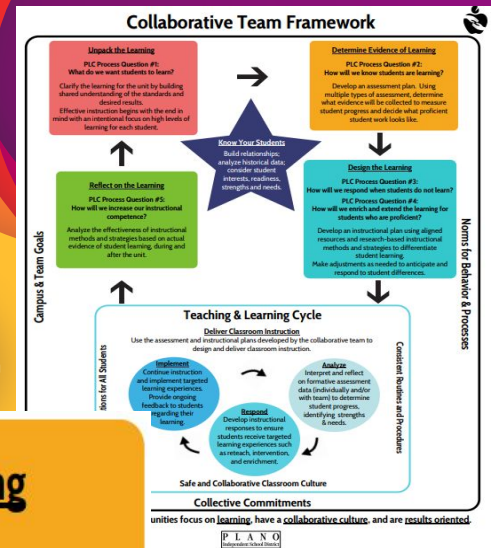 Collaborative Team Framework
Unpack the Learning
PLC Process Question #1:
What do we want students to learn?
Clarify the learning for the unit by building
shared understanding of the standards and
desired results.
Effective instruction begins with the end in
mind with an intentional focus on high levels of
learning for each student.
Determine Evidence of Learning
PLC Process Question #2:
How will we know students are learning?
Develop an assessment plan. Using
multiple types of assessment, determine
what evidence will be collected to measure
student progress and decide what proficient
student work looks like.
Know Your Students
Build relationships;
analyze historical data;
consider student
interests, readiness,
strengths and needs.
Reflect on the Learning
PLC Process Question #5:
How will we increase our instructional
competence?
Analyze the effectiveness of instructional
methods and strategies based on actual
evidence of student learning, during and
after the unit.
Design the Learning
PLC Process Question #3:
How will we respond when students do not learn?
PLC Process Question #4:
How will we enrich and extend the learning for
students who are proficient?
Develop an instructional plan using aligned
resources and research-based instructional
methods and strategies to differentiate
student learning.
Make adjustments as needed to anticipate and
respond to student differences.
Campus & Team Goals
Norms for Behavior & Processes
Teaching & Learning Cycle
Deliver Classroom Instruction
Use the assessment and instructional plans developed by the collaborative team to
design and deliver classroom instruction.
Implement
Continue instruction
and implement targeted
learning experiences.
Provide ongoing
feedback to students
regarding their
learning.
Analyze
Interpret and reflect
on formative assessment
data (individually and/or
with team) to determine
student progress,
identifying strengths
& needs.
Respond
Develop instructional
responses to ensure
students receive targeted
learning experiences such
as reteach, intervention,
and enrichment.
tions for All Students
Consistent Routines and Procedures
Safe and Collaborative Classroom Culture
Collective Commitments
unities focus on learning, have a collaborative culture, and are results oriented.
PLANO
Independent School District